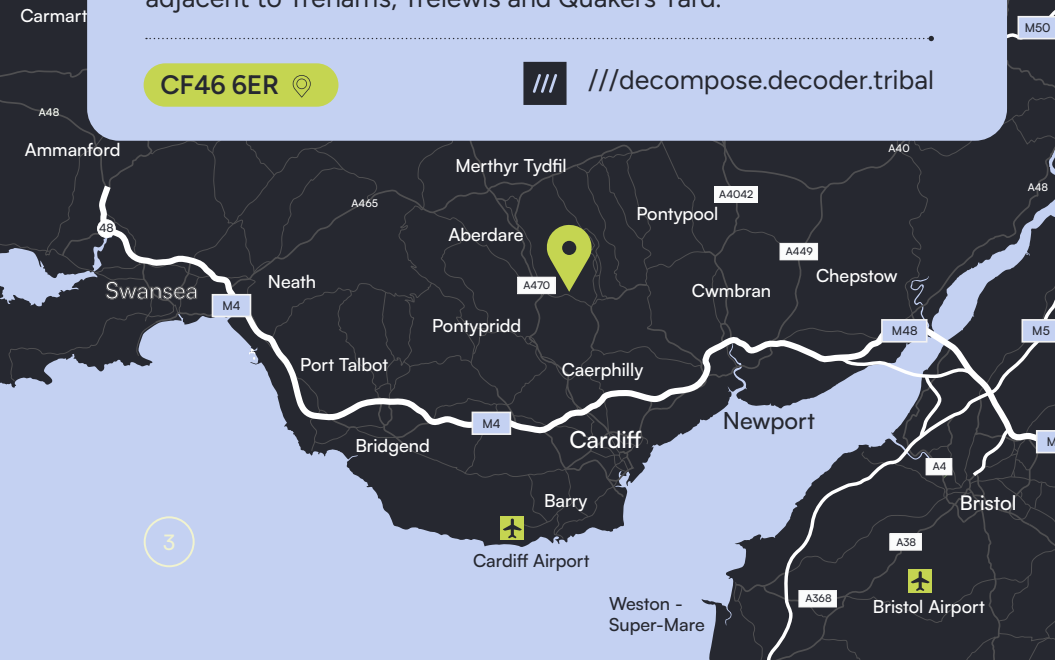 adjacent to Treharris, Trelewis and Quakers Yard.
Carmart
M50
CF46 6ER
///
///decompose.decoder.tribal
A48
Ammanford
A40
Merthyr Tydfil
A4042
A48
A465
Pontypool
48
Aberdare
A449
Chepstow
Neath
A470
Cwmbran
Swansea
M4
Pontypridd
M48
M5
Port Talbot
Caerphilly
M4
Newport
Cardiff
Bridgend
M
A4
Barry
Bristol
3
A38
Cardiff Airport
A368
Bristol Airport
Weston -
Super-Mare